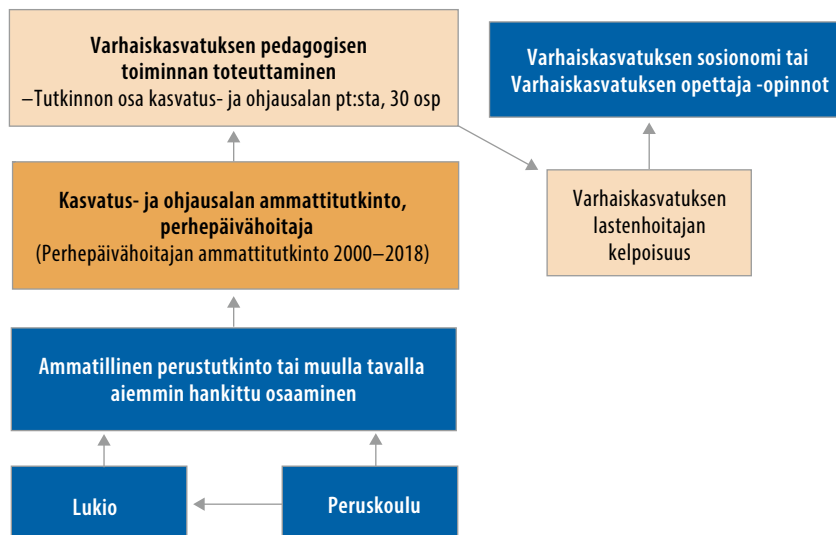 Varhaiskasvatuksen pedagogisen
toiminnan toteuttaminen
–Tutkinnon osa kasvatus- ja ohjausalan pt:sta, 30 osp
Varhaiskasvatuksen sosionomi tai
Varhaiskasvatuksen opettaja -opinnot
Kasvatus- ja ohjausalan ammattitutkinto,
perhepäivähoitaja
(Perhepäivähoitajan ammattitutkinto 2000–2018)
Varhaiskasvatuksen
lastenhoitajan
kelpoisuus
Ammatillinen perustutkinto tai muulla tavalla
aiemmin hankittu osaaminen
Lukio
Peruskoulu